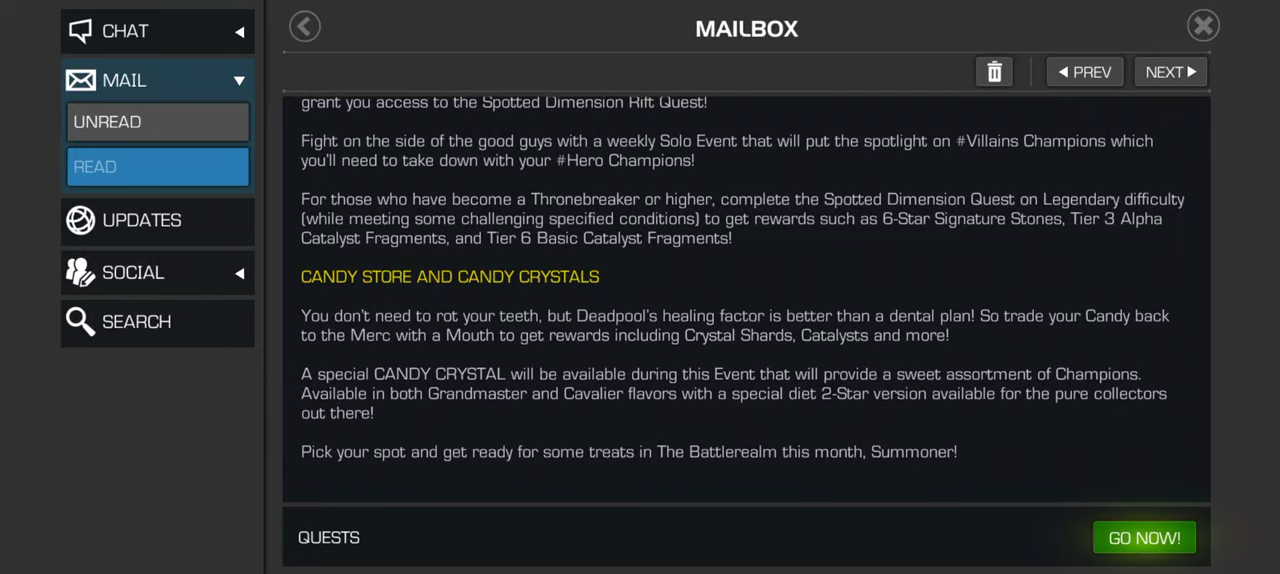 CHAT
MAIL
UNREAD
READ
UPDATES
SOCIAL
SEARCH
MAILBOX
PREV
NEXT
grant you access to the Spotted Dimension Rift Quest!
Fight on the side of the good guys with a weekly Solo Event that will put the spotlight on #Villains Champions which
you'll need to take down with your #Hero Champions!
For those who have become a Thronebreaker or higher, complete the Spotted Dimension Quest on Legendary difficulty
(while meeting some challenging specified conditions) to get rewards such as 6-Star Signature Stones, Tier 3 Alpha
Catalyst Fragments, and Tier 6 Basic Catalyst Fragments!
CANDY STORE AND CANDY CRYSTALS
You don't need to rot your teeth, but Deadpool's healing factor is better than a dental plan! So trade your Candy back
to the Merc with a Mouth to get rewards including Crystal Shards, Catalysts and more!
A special CANDY CRYSTAL will be available during this Event that will provide a sweet assortment of Champions.
Available in both Grandmaster and Cavalier flavors with a special diet 2-Star version available for the pure collectors
out there!
Pick your spot and get ready for some treats in The Battlerealm this month, Summoner!
QUESTS
GO NOW!